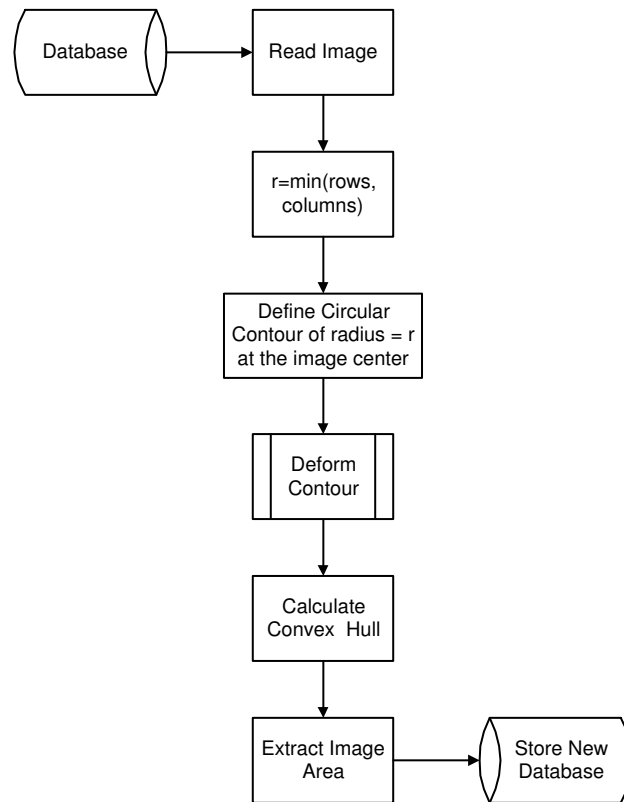 Database
Read Image
r=min(rows,
columns)
Define Circular
Contour of radius = r
at the image center
Deform
Contour
Calculate
Convex Hull
Extract Image
Area
Store New
Database